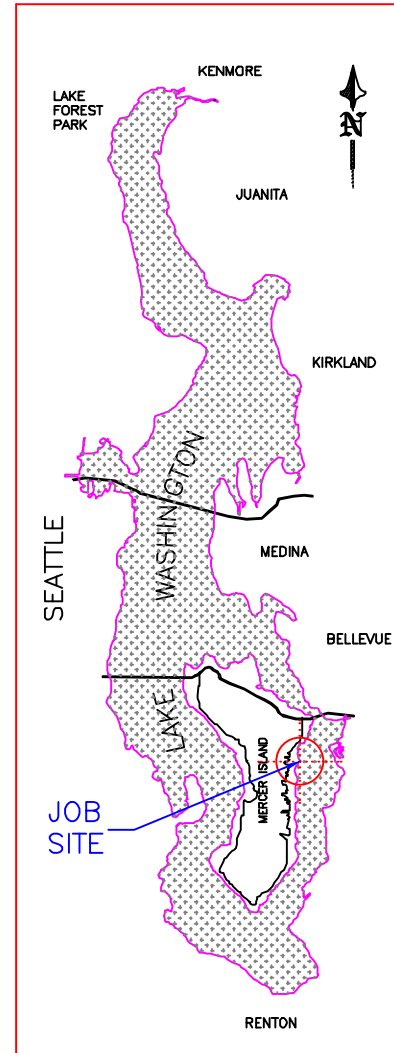 KENMORE
LAKE
FOREST
PARK
N
JUANITA
KIRKLAND
WASHINGTON
SEATTLE
MEDINA
BELLEVUE
LAKE
MERCER ISLAND
JOB
SITE
RENTON